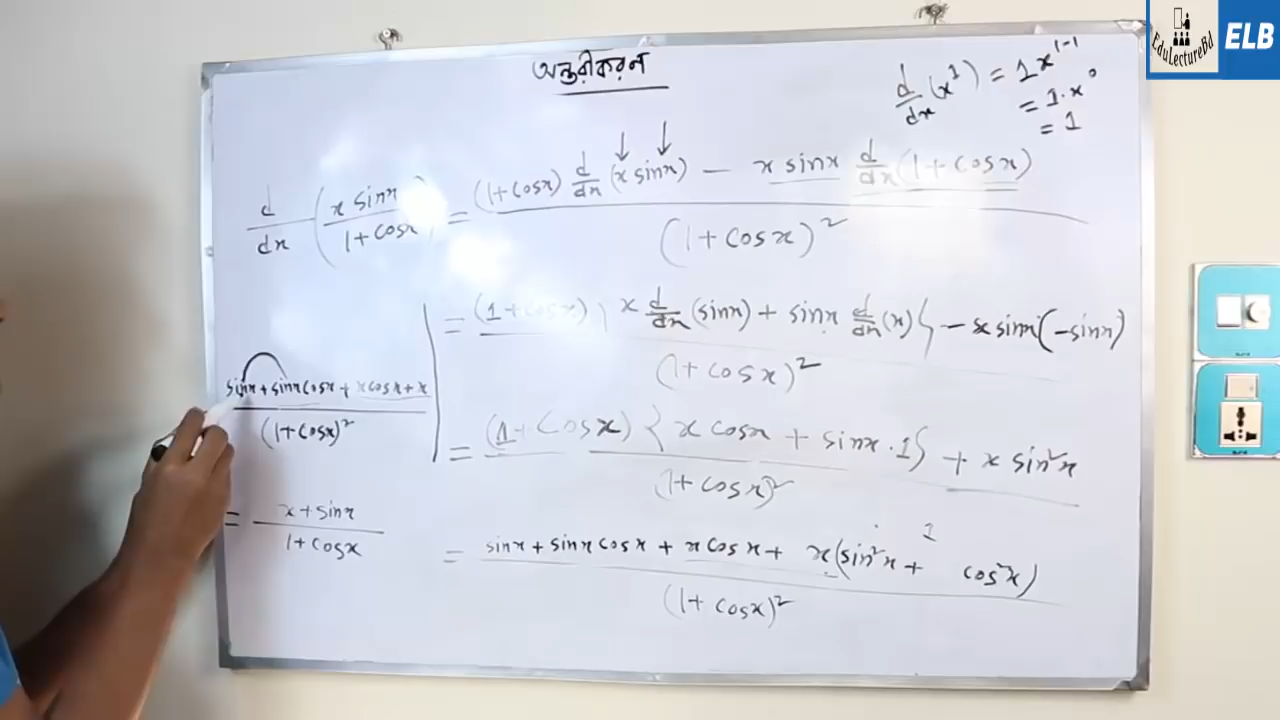 EduLectureBd
ELB
অন্তরীকরণ
d/dx (x¹) = 1x¹⁻¹
= 1·x⁰
= 1
d/dx (x sinx / 1+cosx) = ((1+cosx) d/dx (x sinx) − x sinx d/dx (1+cosx)) / (1+cosx)²
= ((1+cosx) { x d/dx (sinx) + sinx d/dx (x) } − x sinx (−sinx)) / (1+cosx)²
= ((1+cosx) { x cosx + sinx·1 } + x sin²x) / (1+cosx)²
= (sinx + sinx cosx + x cosx + x(sin²x + cos²x)) / (1+cosx)²
1
(sinx + sinx cosx + x cosx + x) / (1+cosx)²
= (x + sinx) / (1+cosx)